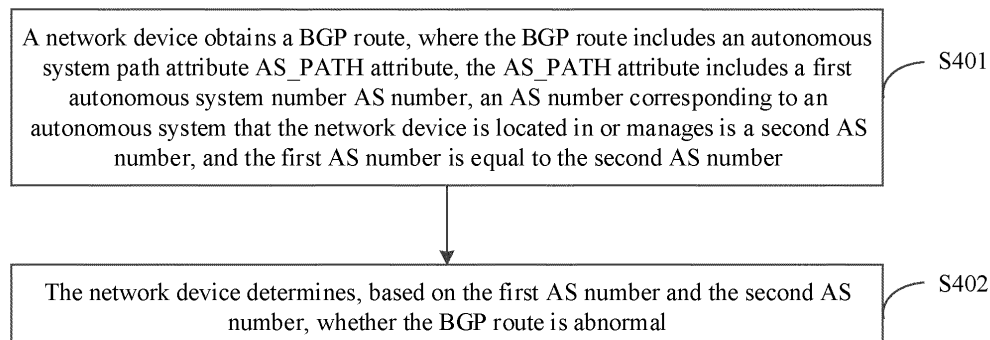 A network device obtains a BGP route, where the BGP route includes an autonomous
system path attribute AS_PATH attribute, the AS_PATH attribute includes a first
autonomous system number AS number, an AS number corresponding to an
autonomous system that the network device is located in or manages is a second AS
number, and the first AS number is equal to the second AS number
S401
The network device determines, based on the first AS number and the second AS
number, whether the BGP route is abnormal
S402